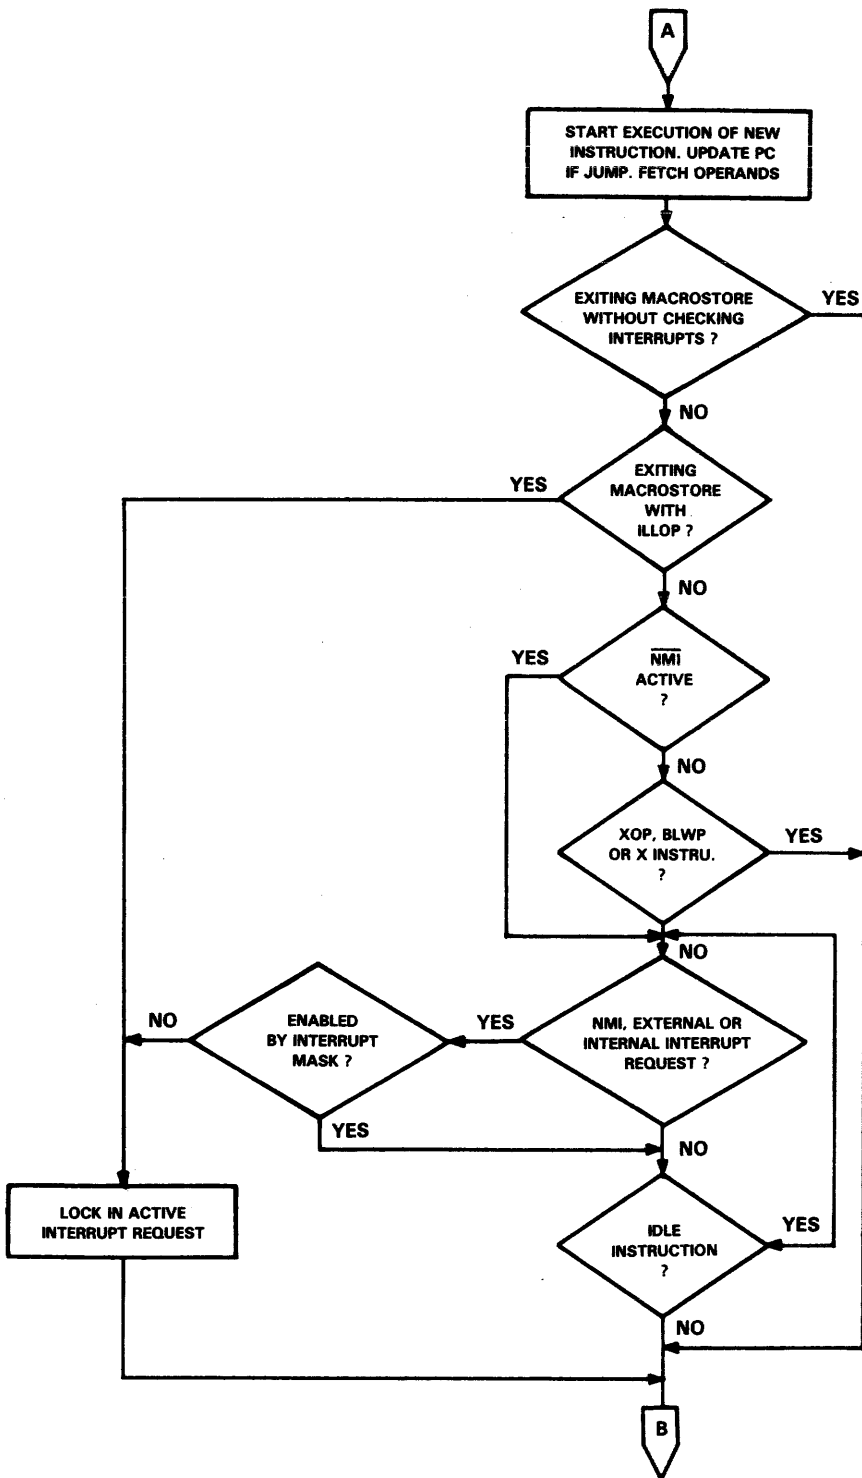 A
START EXECUTION OF NEW
INSTRUCTION. UPDATE PC
IF JUMP. FETCH OPERANDS
EXITING MACROSTORE
WITHOUT CHECKING
INTERRUPTS ?
YES
NO
EXITING
MACROSTORE
WITH
ILLOP ?
YES
NO
NMI
ACTIVE
?
YES
NO
XOP, BLWP
OR X INSTRU.
?
YES
NO
NMI, EXTERNAL OR
INTERNAL INTERRUPT
REQUEST ?
YES
ENABLED
BY INTERRUPT
MASK ?
NO
YES
NO
LOCK IN ACTIVE
INTERRUPT REQUEST
IDLE
INSTRUCTION
?
YES
NO
B